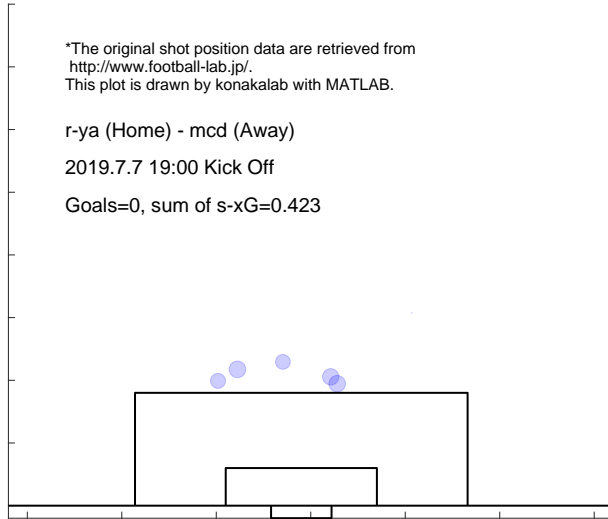 *The original shot position data are retrieved from
http://www.football-lab.jp/.
This plot is drawn by konakalab with MATLAB.
r-ya (Home) - mcd (Away)
2019.7.7 19:00 Kick Off
Goals=0, sum of s-xG=0.423